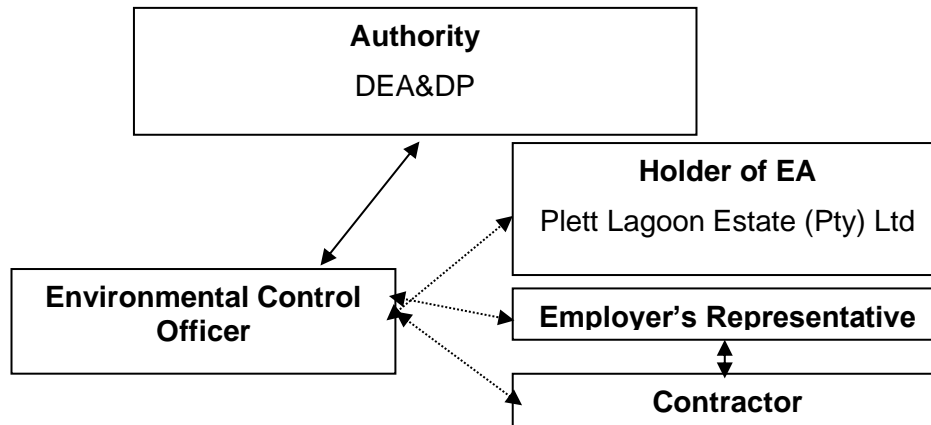 Authority
DEA&DP
Holder of EA
Plett Lagoon Estate (Pty) Ltd
Environmental Control
Officer
Employer's Representative
Contractor